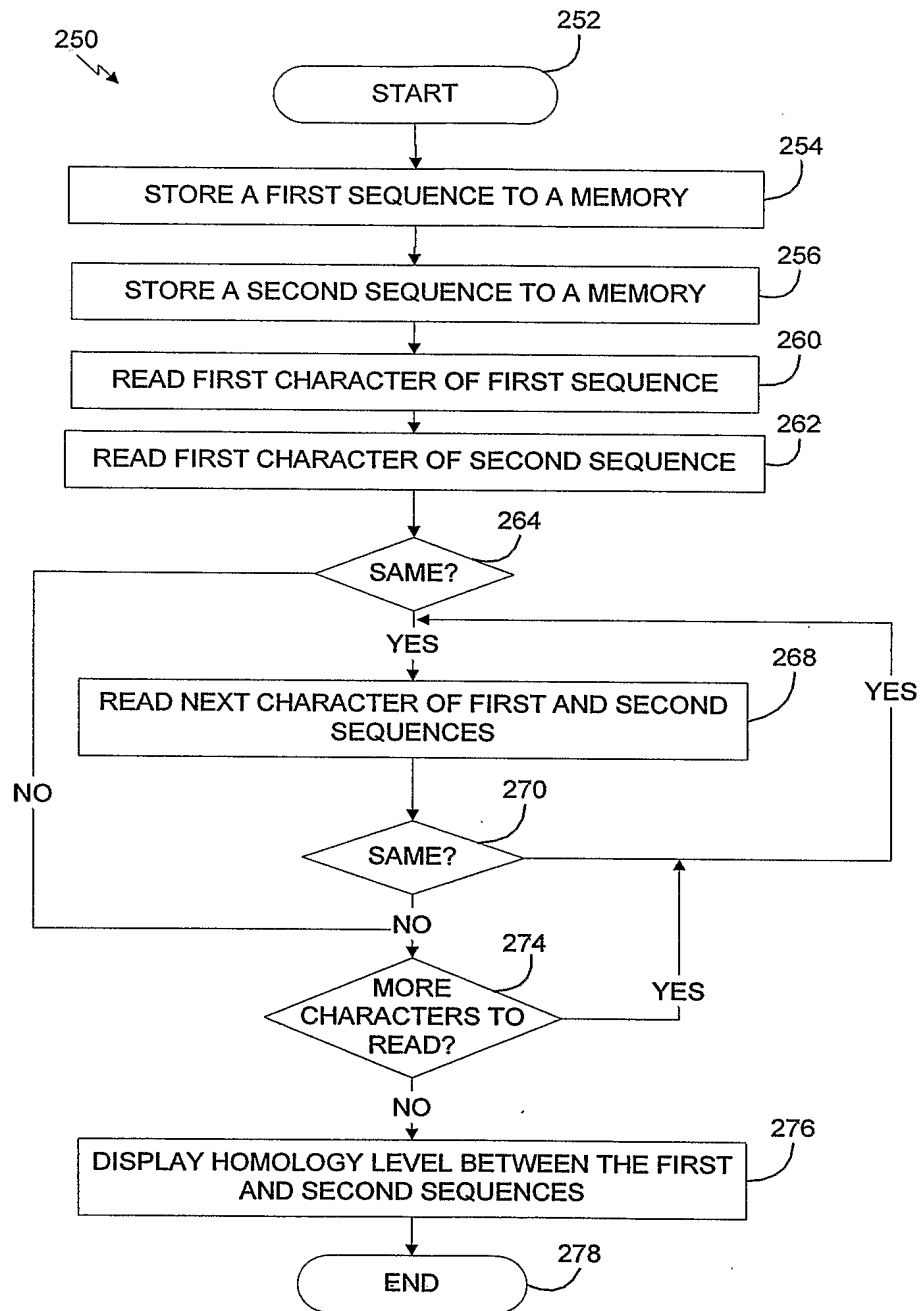 250
252
START
254
STORE A FIRST SEQUENCE TO A MEMORY
256
STORE A SECOND SEQUENCE TO A MEMORY
260
READ FIRST CHARACTER OF FIRST SEQUENCE
262
READ FIRST CHARACTER OF SECOND SEQUENCE
264
SAME?
YES
268
YES
READ NEXT CHARACTER OF FIRST AND SECOND
SEQUENCES
NO
270
SAME?
NO
274
MORE
CHARACTERS TO
READ?
YES
NO
276
DISPLAY HOMOLOGY LEVEL BETWEEN THE FIRST
AND SECOND SEQUENCES
END
278